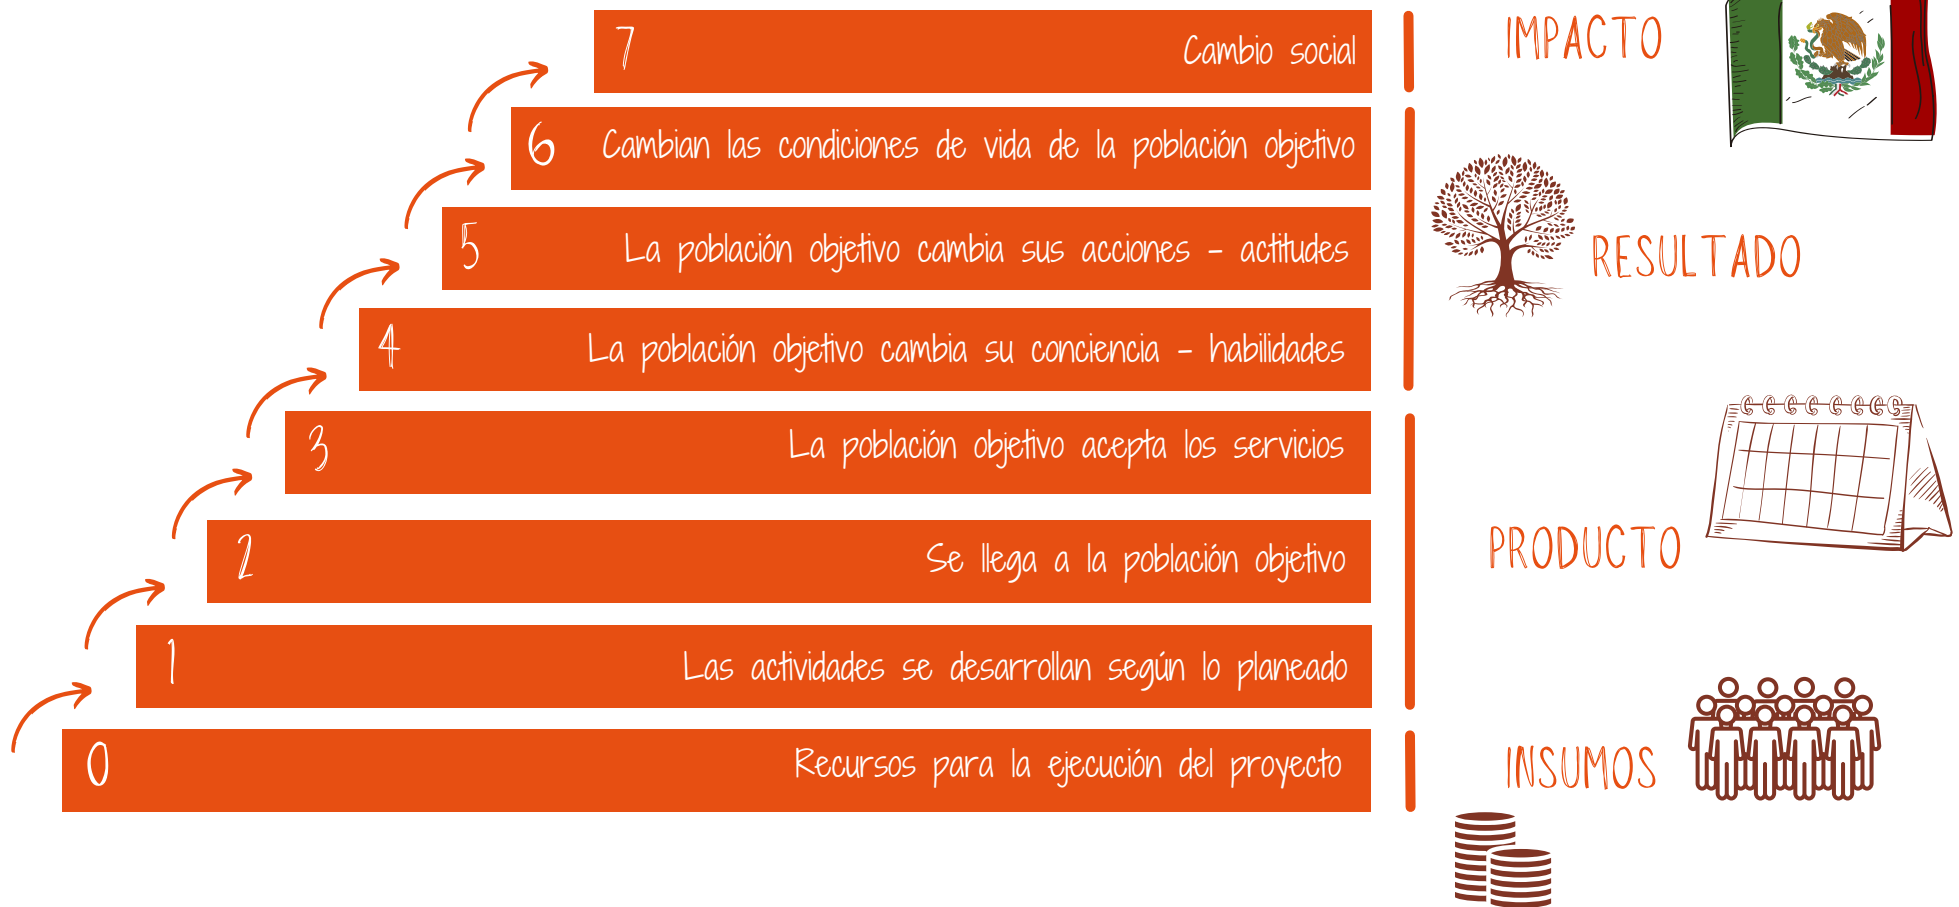 7 Cambio social
IMPACTO
6 Cambian las condiciones de vida de la población objetivo
5 La población objetivo cambia sus acciones - actitudes
RESULTADO
4 La población objetivo cambia su conciencia - habilidades
3 La población objetivo acepta los servicios
2 Se llega a la población objetivo
PRODUCTO
1 Las actividades se desarrollan según lo planeado
0 Recursos para la ejecución del proyecto
INSUMOS